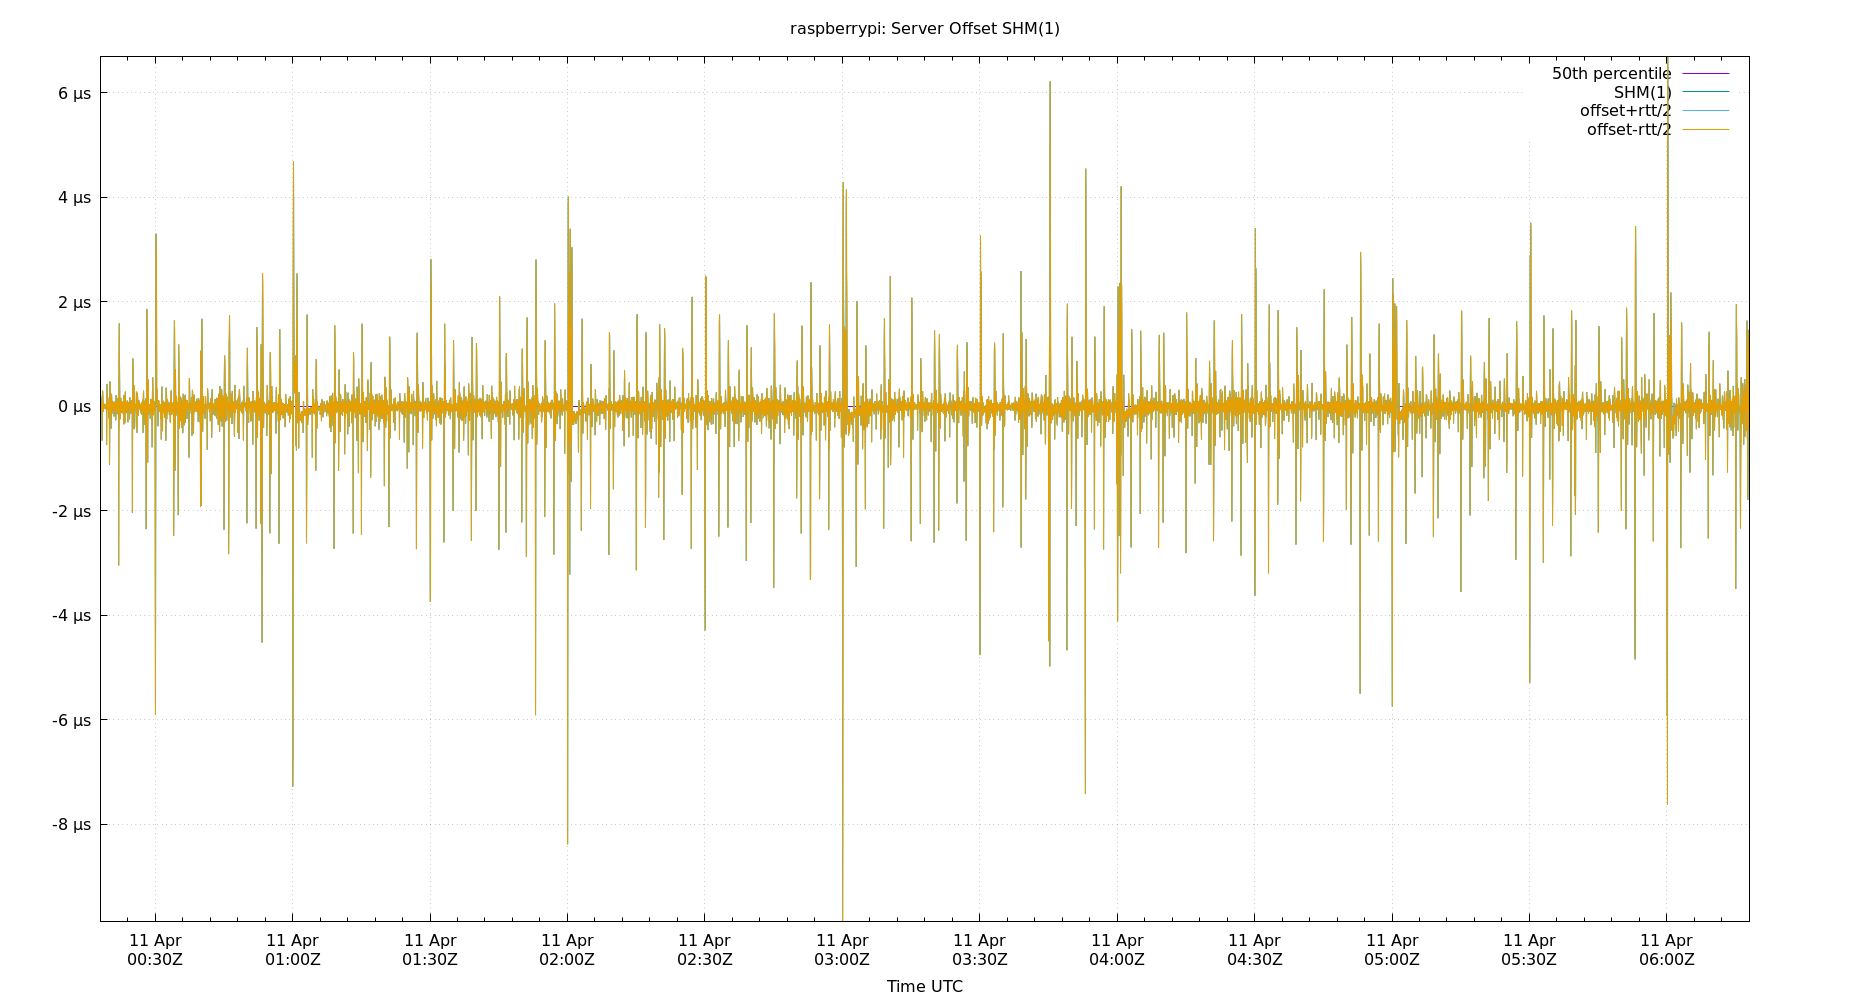 raspberrypi: Server Offset SHM(1)
50th percentile
SHM(1)
offset+rtt/2
offset-rtt/2
6 µs
4 µs
2 µs
0 µs
-2 µs
-4 µs
-6 µs
-8 µs
11 Apr 11 Apr 11 Apr 11 Apr 11 Apr 11 Apr 11 Apr 11 Apr 11 Apr 11 Apr 11 Apr 11 Apr
00:30Z 01:00Z 01:30Z 02:00Z 02:30Z 03:00Z 03:30Z 04:00Z 04:30Z 05:00Z 05:30Z 06:00Z
Time UTC